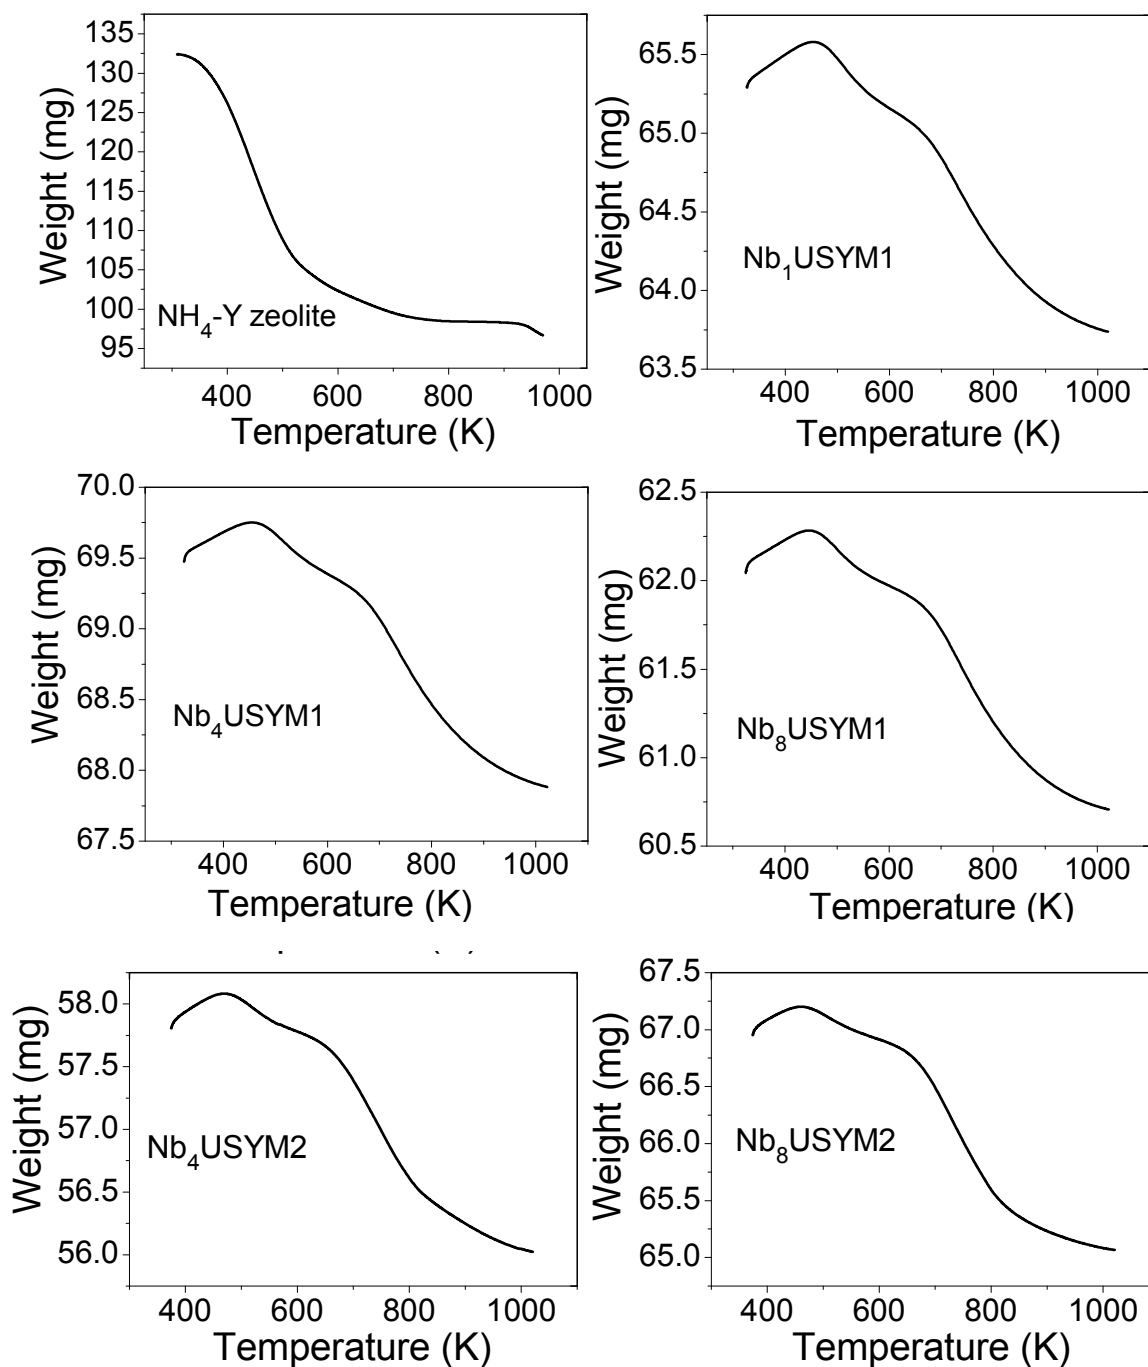 Weight (mg)
135
130
125
120
115
110
105
100
95
NH₄-Y zeolite
400 600 800 1000
Temperature (K)
Weight (mg)
65.5
65.0
64.5
64.0
63.5
Nb₁USYM1
400 600 800 1000
Temperature (K)
Weight (mg)
70.0
69.5
69.0
68.5
68.0
67.5
Nb₄USYM1
400 600 800 1000
Temperature (K)
Weight (mg)
62.5
62.0
61.5
61.0
60.5
Nb₈USYM1
400 600 800 1000
Temperature (K)
Weight (mg)
58.0
57.5
57.0
56.5
56.0
Nb₄USYM2
400 600 800 1000
Temperature (K)
Weight (mg)
67.5
67.0
66.5
66.0
65.5
65.0
Nb₈USYM2
400 600 800 1000
Temperature (K)